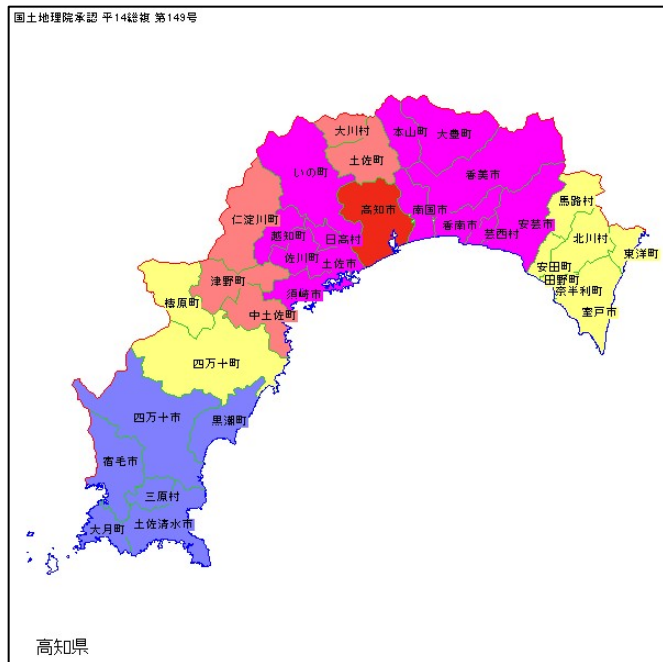 国土地理院承認 平14総複 第149号
大川村
本山町
大豊町
土佐町
いの町
香美市
馬路村
高知市
南国市
仁淀川町
香南市
安芸市
越知町
日高村
芸西村
北川村
東洋町
佐川町
土佐市
安田町
津野町
田野町
須崎市
奈半利町
梼原町
中土佐町
室戸市
四万十町
四万十市
黒潮町
宿毛市
三原村
大月町
土佐清水市
高知県